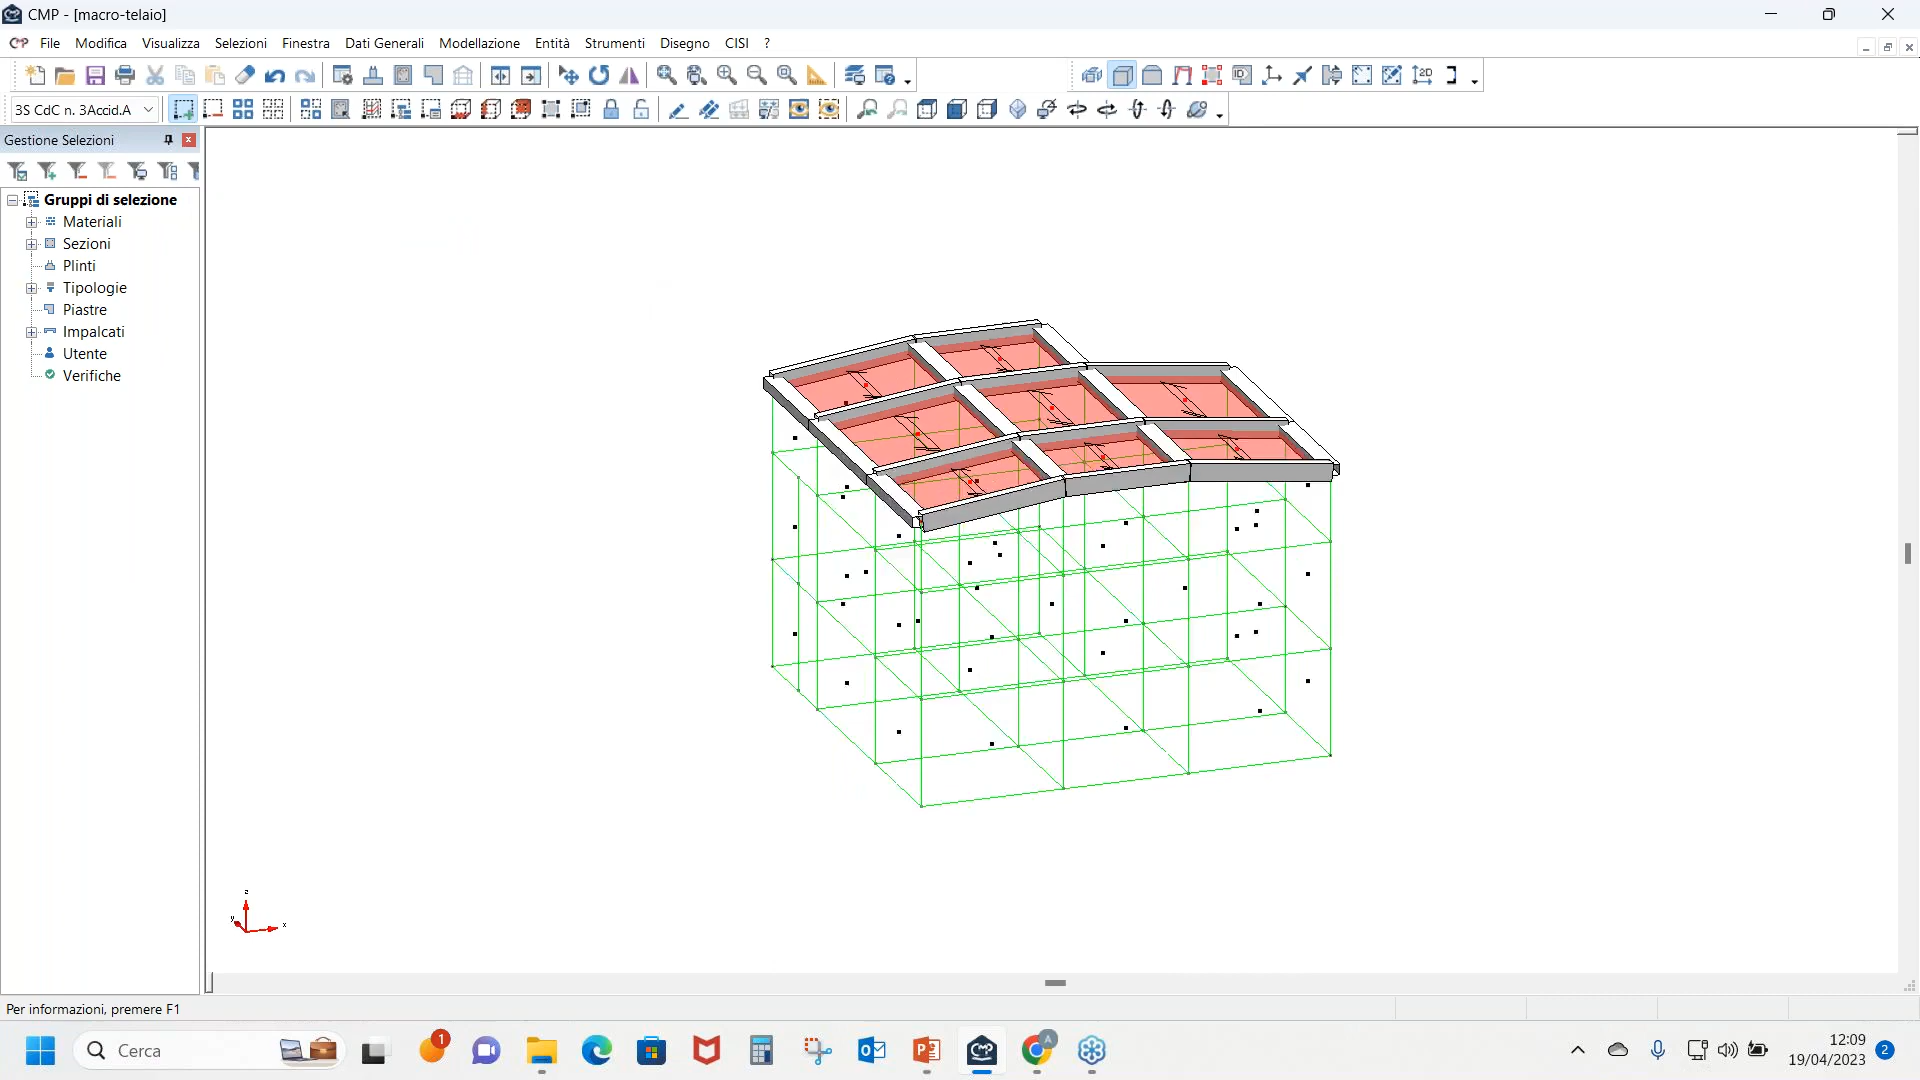 CMP - [macro-telaio]
File Modifica Visualizza Selezioni Finestra Dati Generali Modellazione Entità Strumenti Disegno CISI ?
3S CdC n. 3Accid.A
Gestione Selezioni
Gruppi di selezione
Materiali
Sezioni
Plinti
Tipologie
Piastre
Impalcati
Utente
Verifiche
z
y
x
Per informazioni, premere F1
Cerca
1
A
12:09
19/04/2023
2